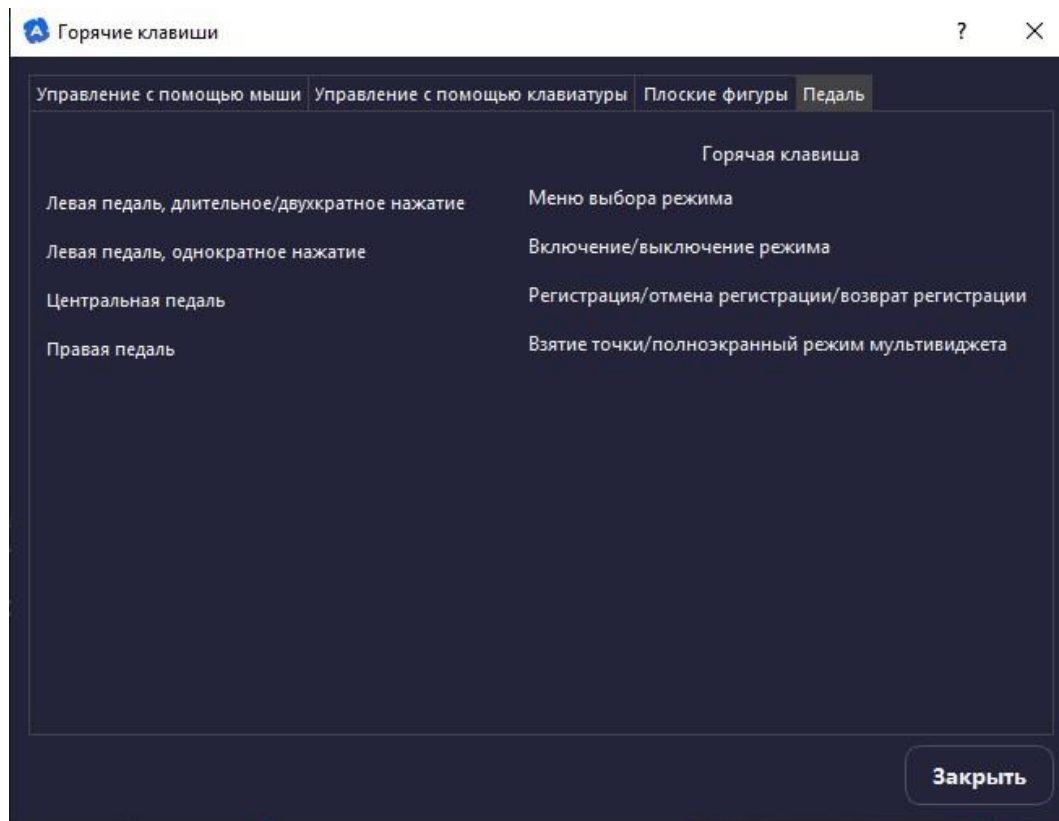 Горячие клавиши
?
Управление с помощью мыши Управление с помощью клавиатуры Плоские фигуры Педаль
Горячая клавиша
Левая педаль, длительное/двухкратное нажатие Меню выбора режима
Левая педаль, однократное нажатие Включение/выключение режима
Центральная педаль Регистрация/отмена регистрации/возврат регистрации
Правая педаль Взятие точки/полноэкранный режим мультивиджета
Закрыть